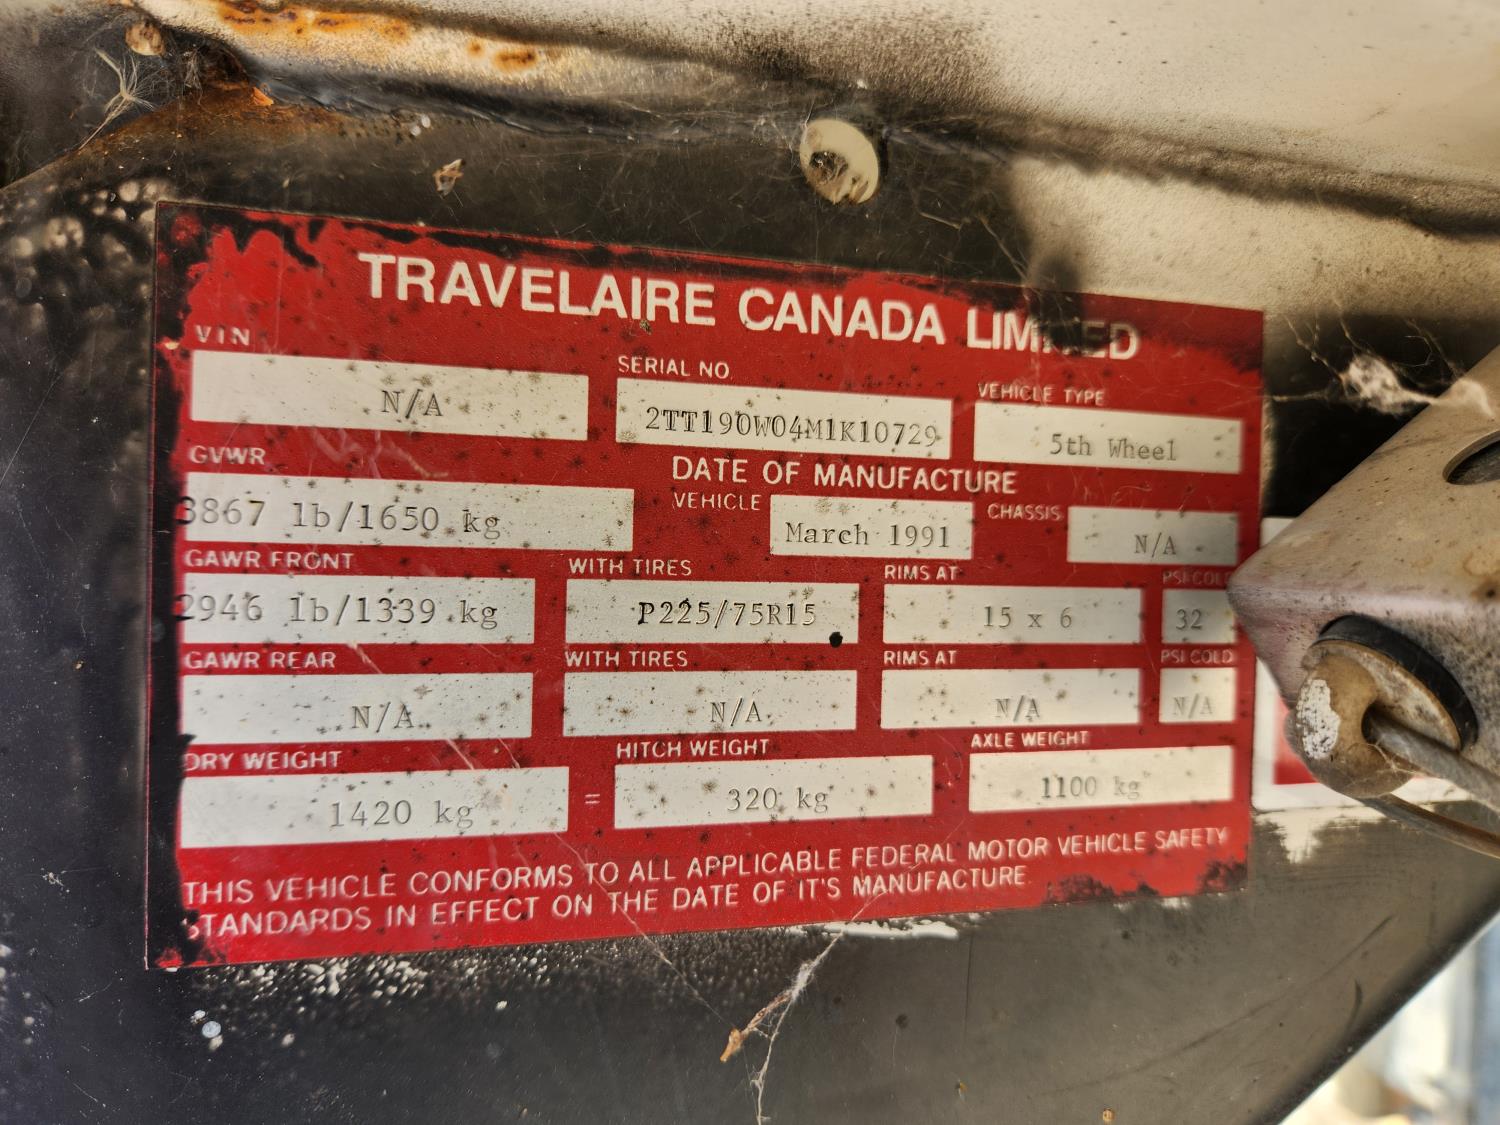 TRAVELAIRE CANADA LIMITED
VIN SERIAL NO. VEHICLE TYPE
N/A 2TT190W04M1K10729 5th Wheel
GVWR DATE OF MANUFACTURE
VEHICLE CHASSIS
3867 lb/1650 kg March 1991 N/A
GAWR FRONT WITH TIRES RIMS AT PSI COLD
2946 lb/1339 kg P225/75R15 15 x 6 32
GAWR REAR WITH TIRES RIMS AT PSI COLD
N/A N/A N/A N/A
DRY WEIGHT HITCH WEIGHT AXLE WEIGHT
1420 kg = 320 kg 1100 kg
THIS VEHICLE CONFORMS TO ALL APPLICABLE FEDERAL MOTOR VEHICLE SAFETY
STANDARDS IN EFFECT ON THE DATE OF IT'S MANUFACTURE